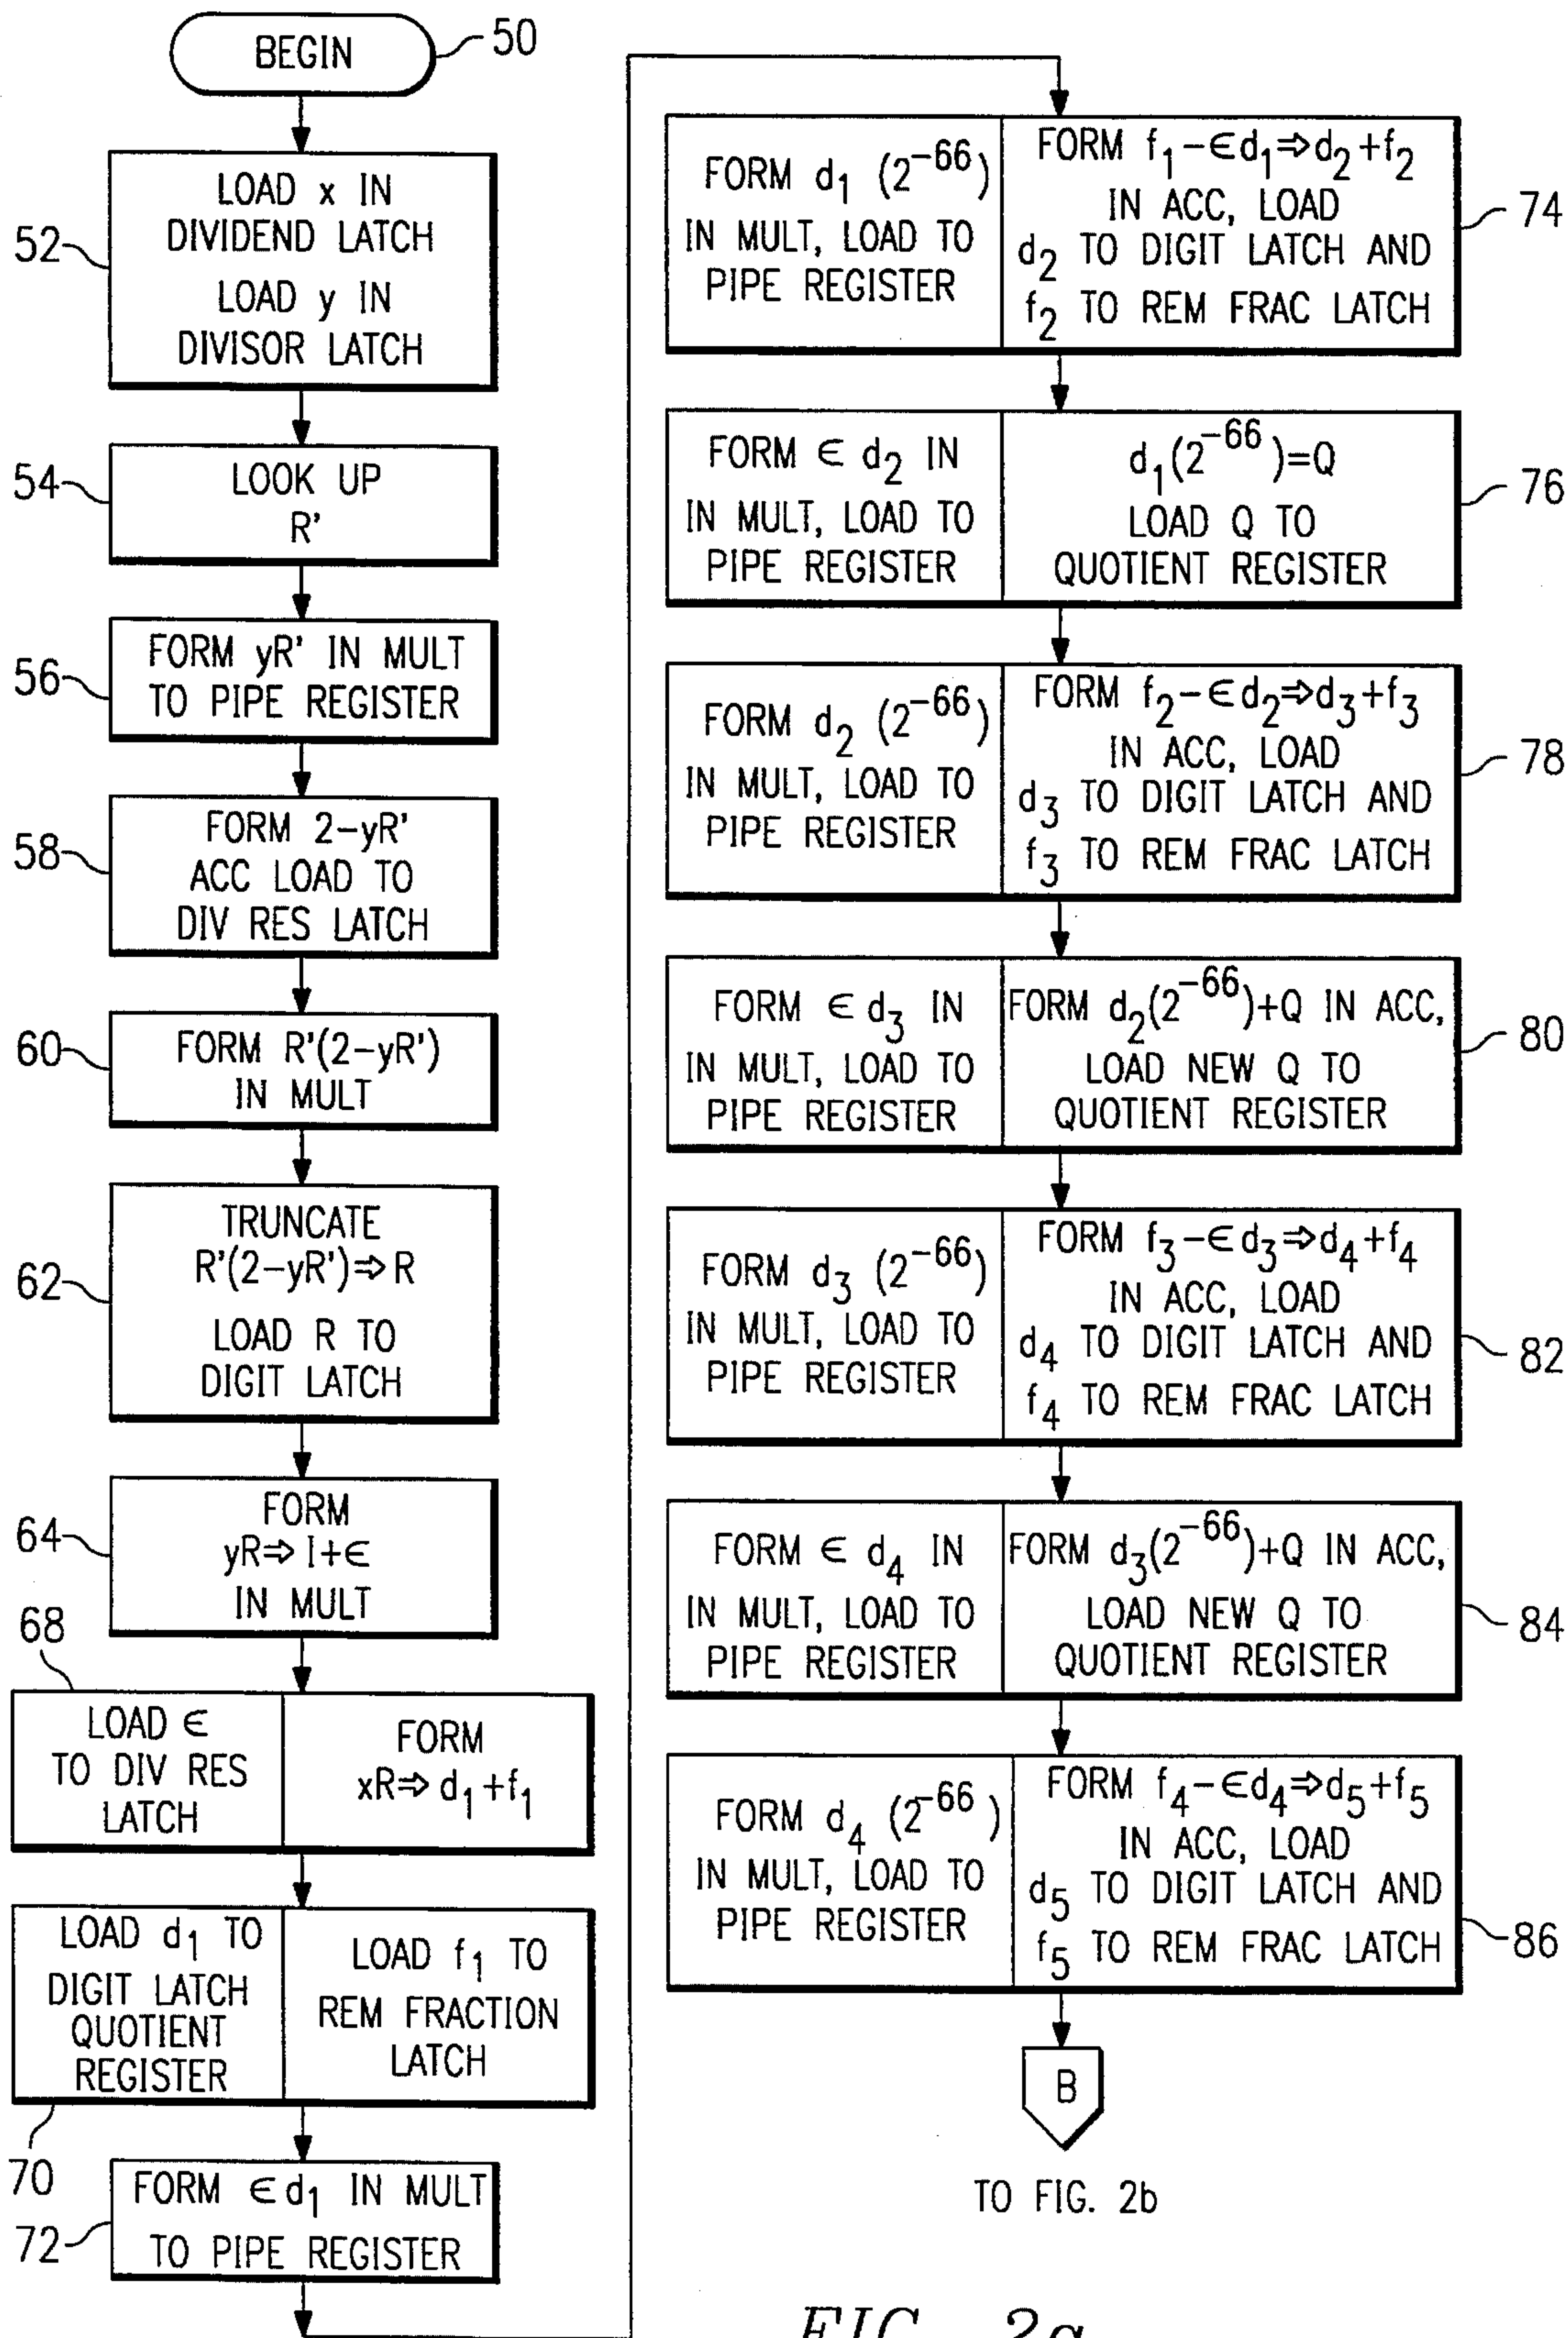 BEGIN
50
52
LOAD x IN
DIVIDEND LATCH
LOAD y IN
DIVISOR LATCH
54
LOOK UP
R'
56
FORM yR' IN MULT
TO PIPE REGISTER
58
FORM 2-yR'
ACC LOAD TO
DIV RES LATCH
60
FORM R'(2-yR')
IN MULT
62
TRUNCATE
R'(2-yR')⇒R
LOAD R TO
DIGIT LATCH
64
FORM
yR⇒I+∈
IN MULT
68
LOAD ∈
TO DIV RES
LATCH
FORM
xR⇒d₁+f₁
LOAD d₁ TO
DIGIT LATCH
QUOTIENT
REGISTER
LOAD f₁ TO
REM FRACTION
LATCH
70
72
FORM ∈d₁ IN MULT
TO PIPE REGISTER
FORM d₁ (2⁻⁶⁶)
IN MULT, LOAD TO
PIPE REGISTER
FORM f₁-∈d₁⇒d₂+f₂
IN ACC, LOAD
d₂ TO DIGIT LATCH AND
f₂ TO REM FRAC LATCH
74
FORM ∈ d₂ IN
IN MULT, LOAD TO
PIPE REGISTER
d₁(2⁻⁶⁶)=Q
LOAD Q TO
QUOTIENT REGISTER
76
FORM d₂ (2⁻⁶⁶)
IN MULT, LOAD TO
PIPE REGISTER
FORM f₂-∈d₂⇒d₃+f₃
IN ACC, LOAD
d₃ TO DIGIT LATCH AND
f₃ TO REM FRAC LATCH
78
FORM ∈ d₃ IN
IN MULT, LOAD TO
PIPE REGISTER
FORM d₂(2⁻⁶⁶)+Q IN ACC,
LOAD NEW Q TO
QUOTIENT REGISTER
80
FORM d₃ (2⁻⁶⁶)
IN MULT, LOAD TO
PIPE REGISTER
FORM f₃-∈d₃⇒d₄+f₄
IN ACC, LOAD
d₄ TO DIGIT LATCH AND
f₄ TO REM FRAC LATCH
82
FORM ∈ d₄ IN
IN MULT, LOAD TO
PIPE REGISTER
FORM d₃(2⁻⁶⁶)+Q IN ACC,
LOAD NEW Q TO
QUOTIENT REGISTER
84
FORM d₄ (2⁻⁶⁶)
IN MULT, LOAD TO
PIPE REGISTER
FORM f₄-∈d₄⇒d₅+f₅
IN ACC, LOAD
d₅ TO DIGIT LATCH AND
f₅ TO REM FRAC LATCH
86
B
TO FIG. 2b
FIG. 2a